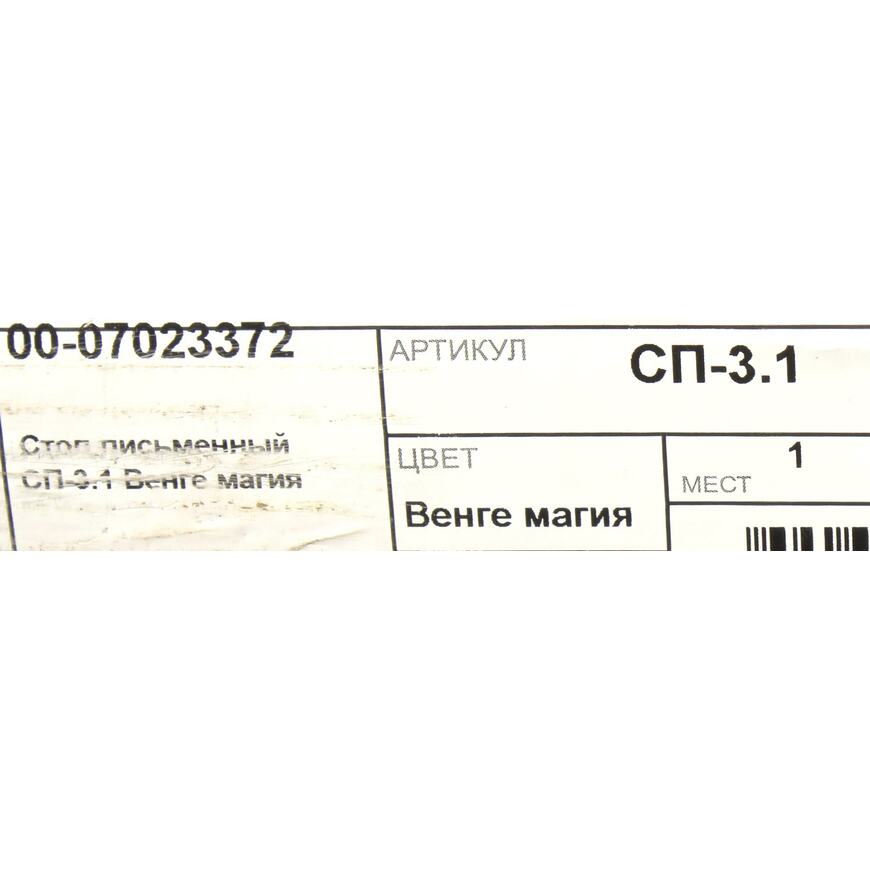 00-07023372
АРТИКУЛ
СП-3.1
Стол письменный
СП-3.1 Венге магия
ЦВЕТ
Венге магия
1
МЕСТ